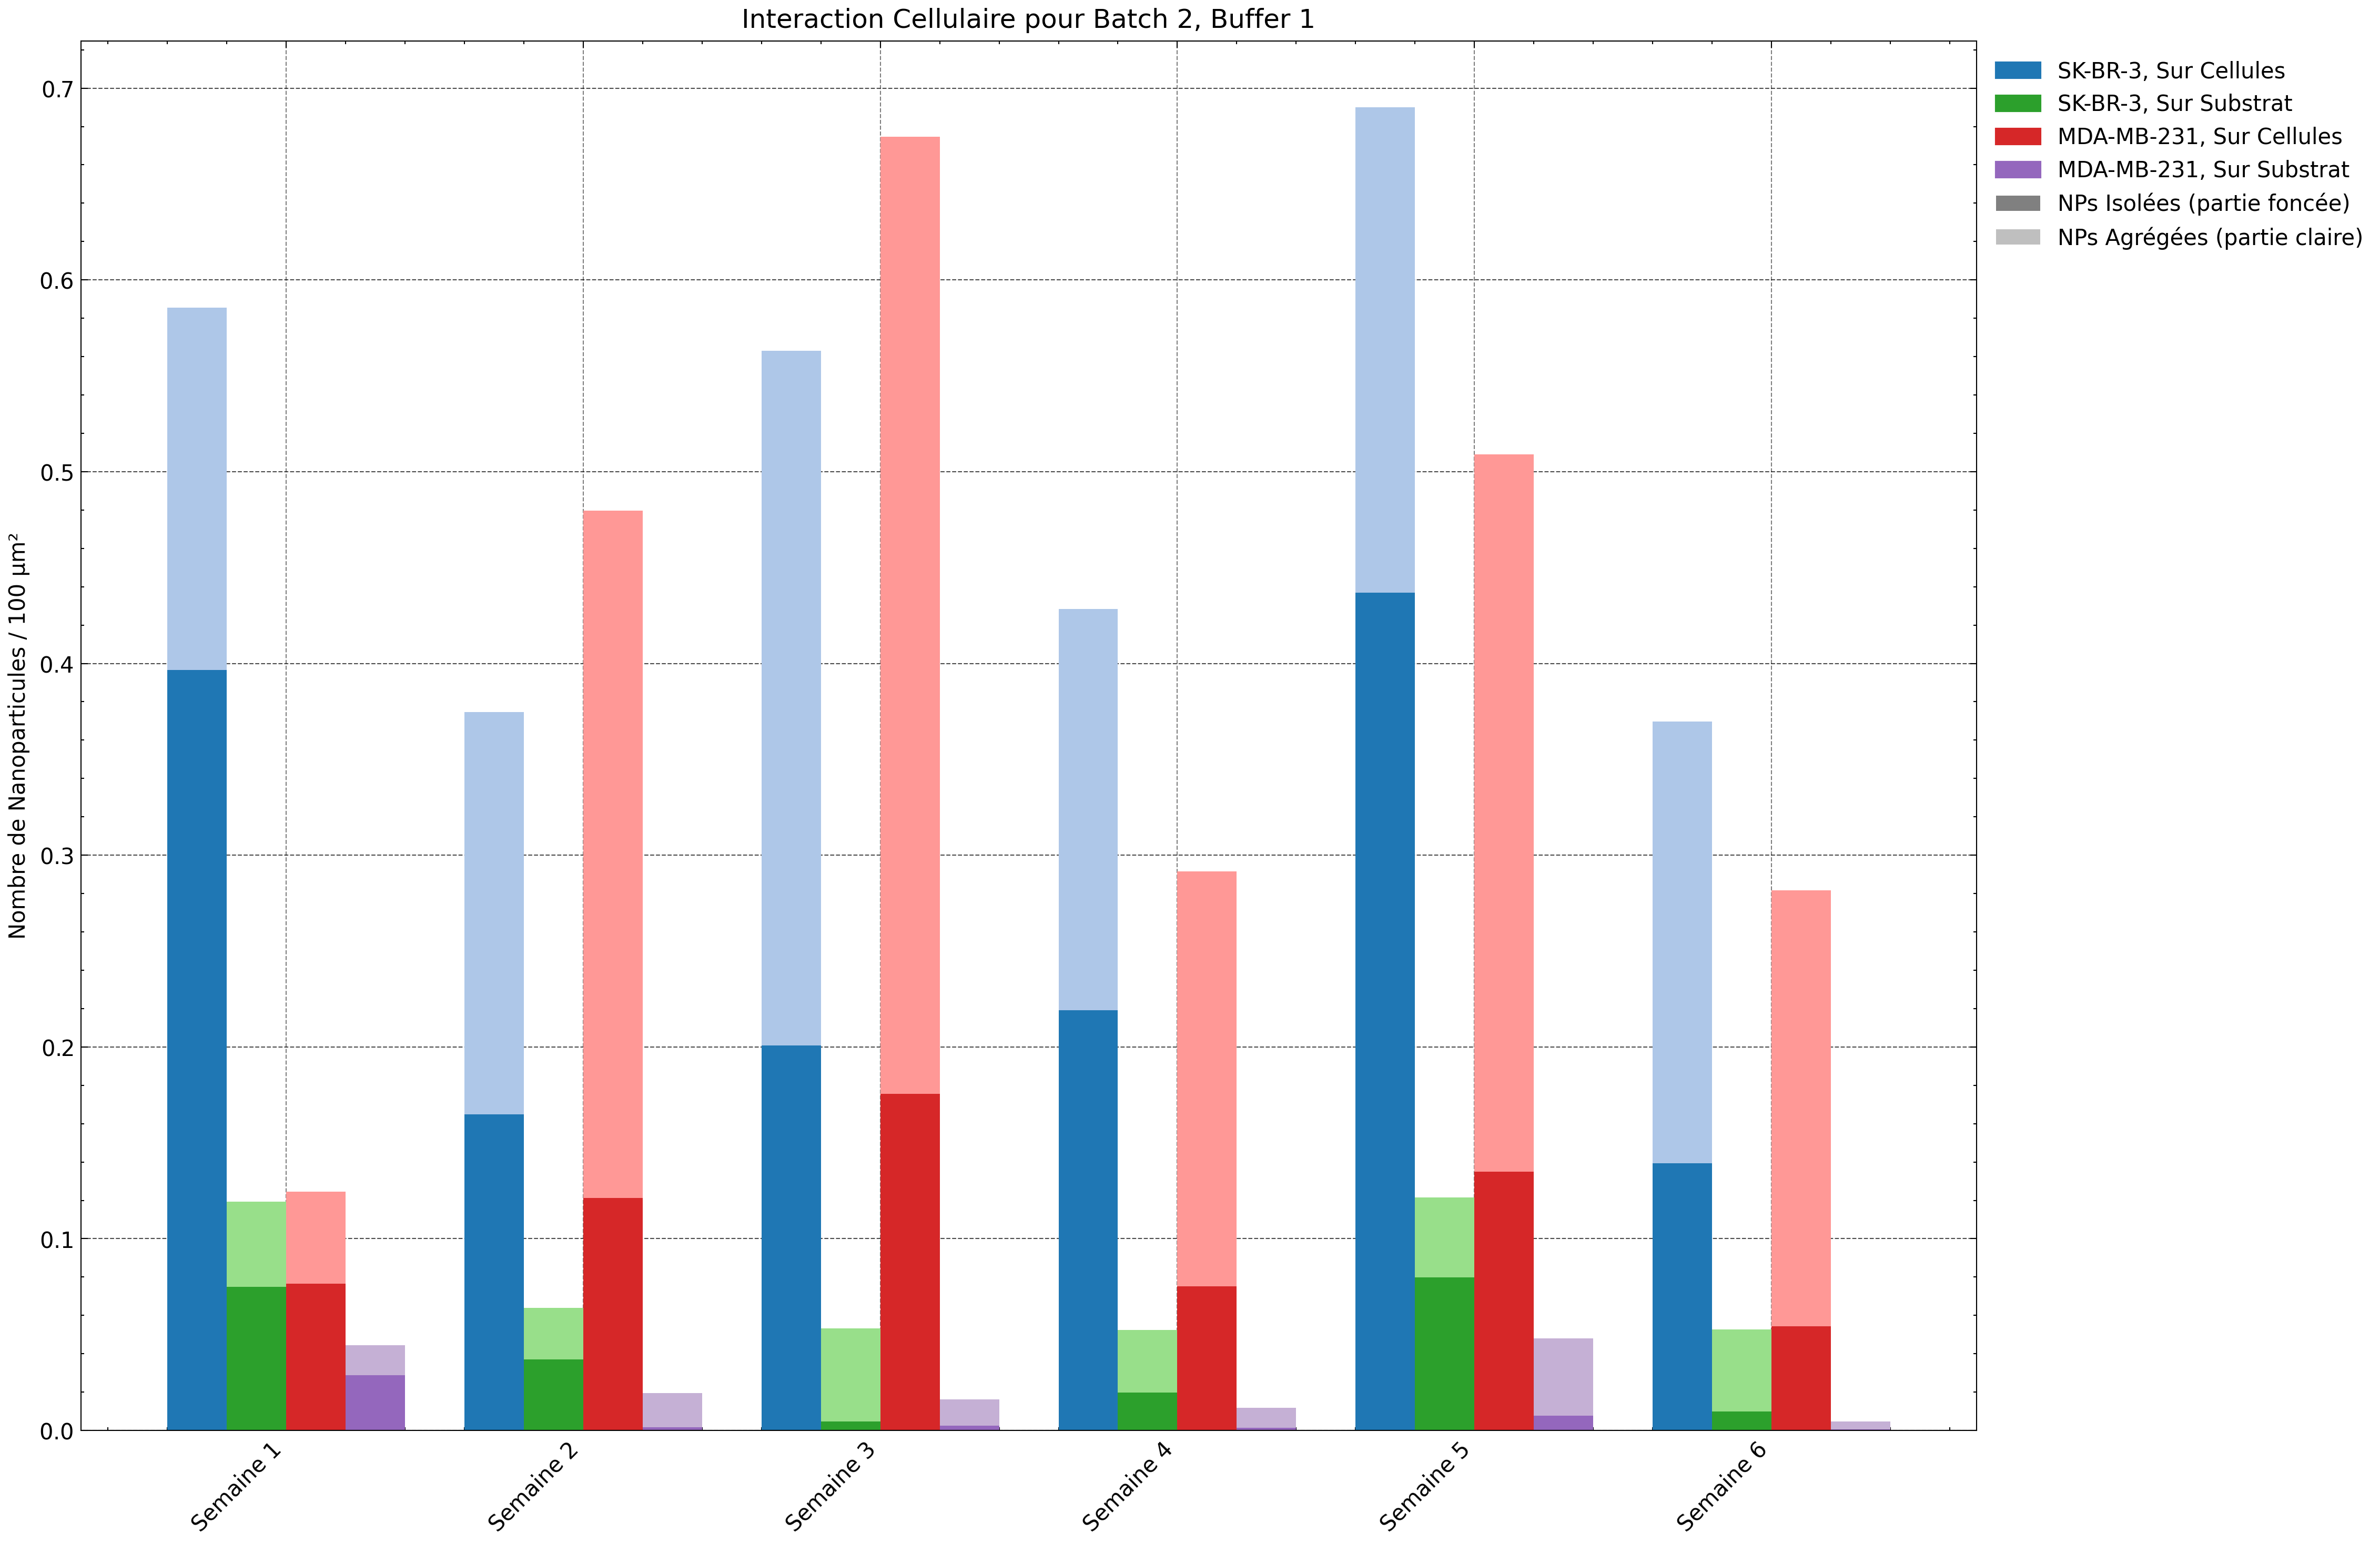 Interaction Cellulaire pour Batch 2, Buffer 1
Nombre de Nanoparticules / 100 µm²
0.7
0.6
0.5
0.4
0.3
0.2
0.1
0.0
Semaine 1
Semaine 2
Semaine 3
Semaine 4
Semaine 5
Semaine 6
SK-BR-3, Sur Cellules
SK-BR-3, Sur Substrat
MDA-MB-231, Sur Cellules
MDA-MB-231, Sur Substrat
NPs Isolées (partie foncée)
NPs Agrégées (partie claire)